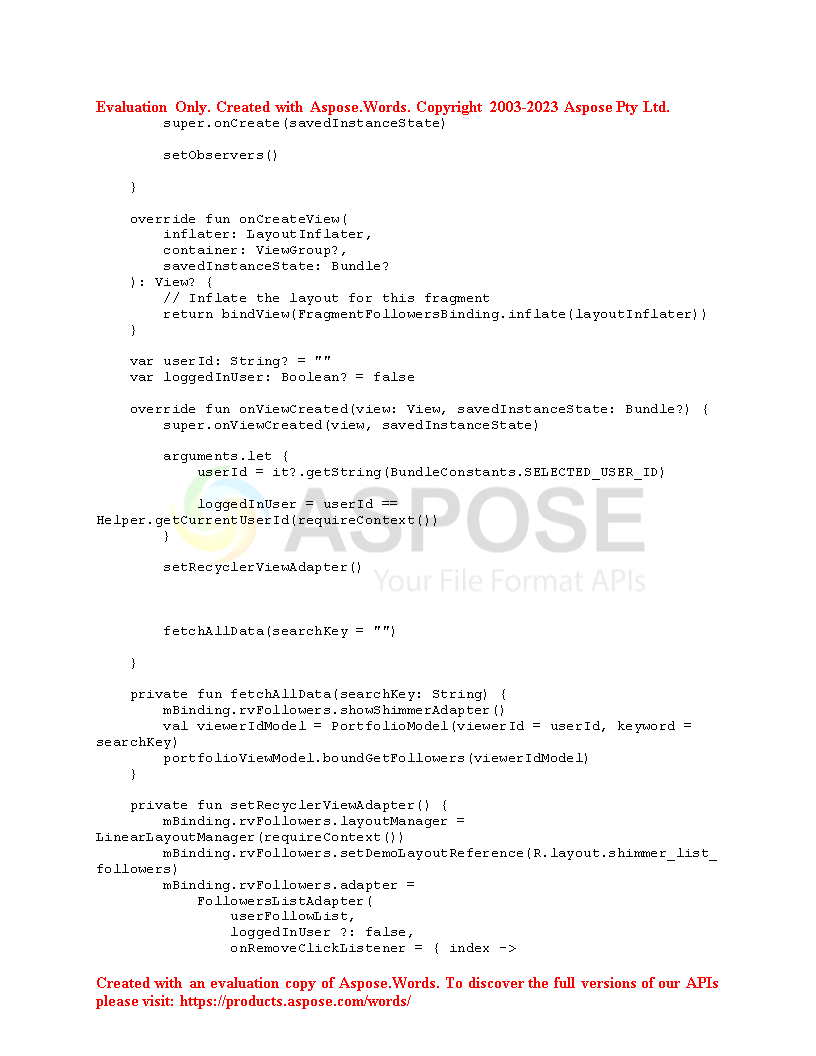 Evaluation Only. Created with Aspose.Words. Copyright 2003-2023 Aspose Pty Ltd.
super.onCreate(savedInstanceState)
setObservers()
}
override fun onCreateView(
inflater: LayoutInflater,
container: ViewGroup?,
savedInstanceState: Bundle?
): View? {
// Inflate the layout for this fragment
return bindView(FragmentFollowersBinding.inflate(layoutInflater))
}
var userId: String? = ""
var loggedInUser: Boolean? = false
override fun onViewCreated(view: View, savedInstanceState: Bundle?) {
super.onViewCreated(view, savedInstanceState)
arguments.let {
userId = it?.getString(BundleConstants.SELECTED_USER_ID)
loggedInUser = userId ==
Helper.getCurrentUserId(requireContext())
}
ASPOSE
setRecyclerViewAdapter()
Your File Format APIs
fetchAllData(searchKey = "")
}
private fun fetchAllData(searchKey: String) {
mBinding.rvFollowers.showShimmerAdapter()
val viewerIdModel = PortfolioModel(viewerId = userId, keyword =
searchKey)
portfolioViewModel.boundGetFollowers(viewerIdModel)
}
private fun setRecyclerViewAdapter() {
mBinding.rvFollowers.layoutManager =
LinearLayoutManager(requireContext())
mBinding.rvFollowers.setDemoLayoutReference(R.layout.shimmer_list_
followers)
mBinding.rvFollowers.adapter =
FollowersListAdapter(
userFollowList,
loggedInUser ?: false,
onRemoveClickListener = { index ->
Created with an evaluation copy of Aspose.Words. To discover the full versions of our APIs
please visit: https://products.aspose.com/words/